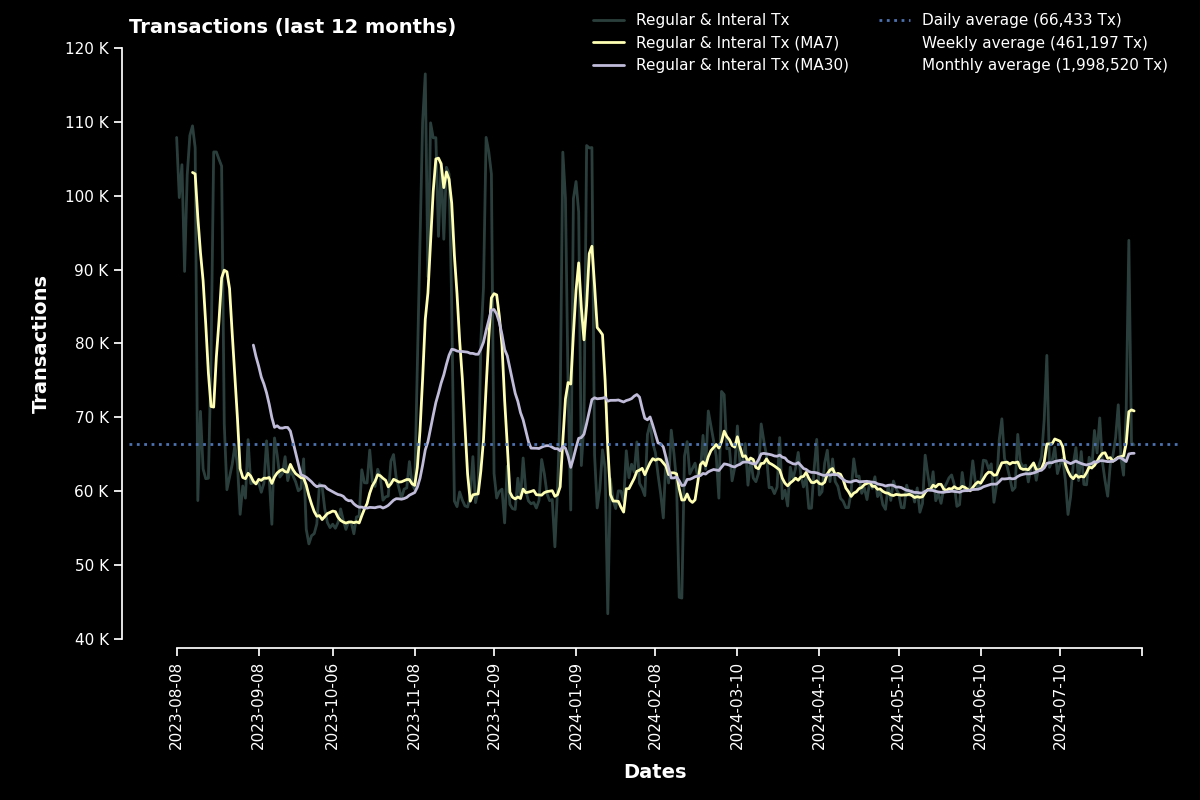 Transactions (last 12 months)
Regular & Interal Tx
Regular & Interal Tx (MA7)
Regular & Interal Tx (MA30)
Daily average (66,433 Tx)
Weekly average (461,197 Tx)
Monthly average (1,998,520 Tx)
120 K
110 K
100 K
90 K
80 K
70 K
60 K
50 K
40 K
Transactions
2023-08-08
2023-09-08
2023-10-06
2023-11-08
2023-12-09
2024-01-09
2024-02-08
2024-03-10
2024-04-10
2024-05-10
2024-06-10
2024-07-10
Dates